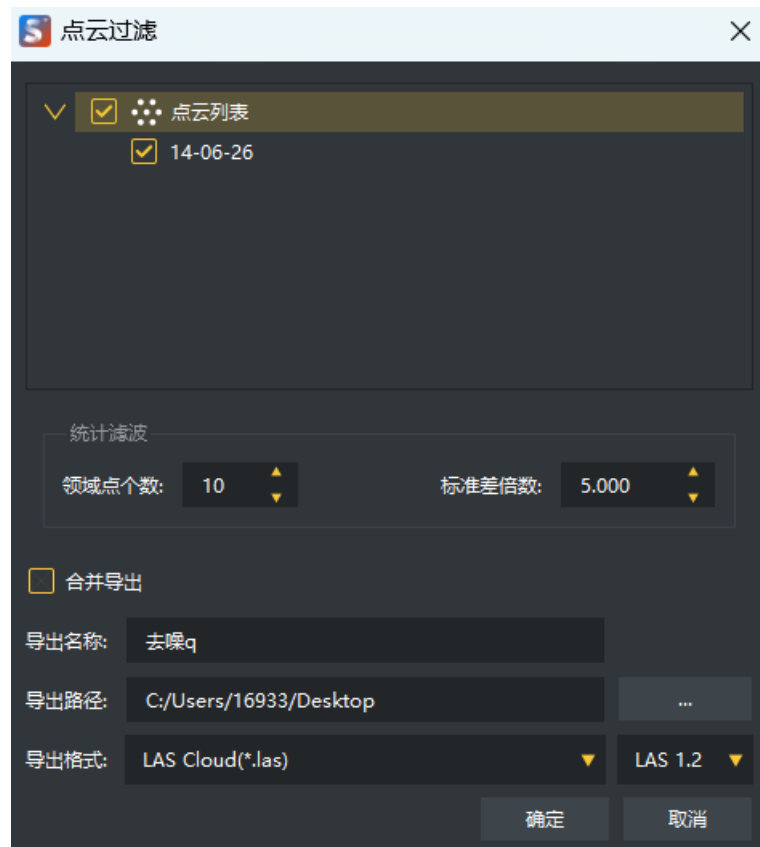 点云过滤
点云列表
14-06-26
统计滤波
领域点个数: 10 标准差倍数: 5.000
合并导出
导出名称: 去噪q
导出路径: C:/Users/16933/Desktop ...
导出格式: LAS Cloud(*.las) LAS 1.2
确定 取消